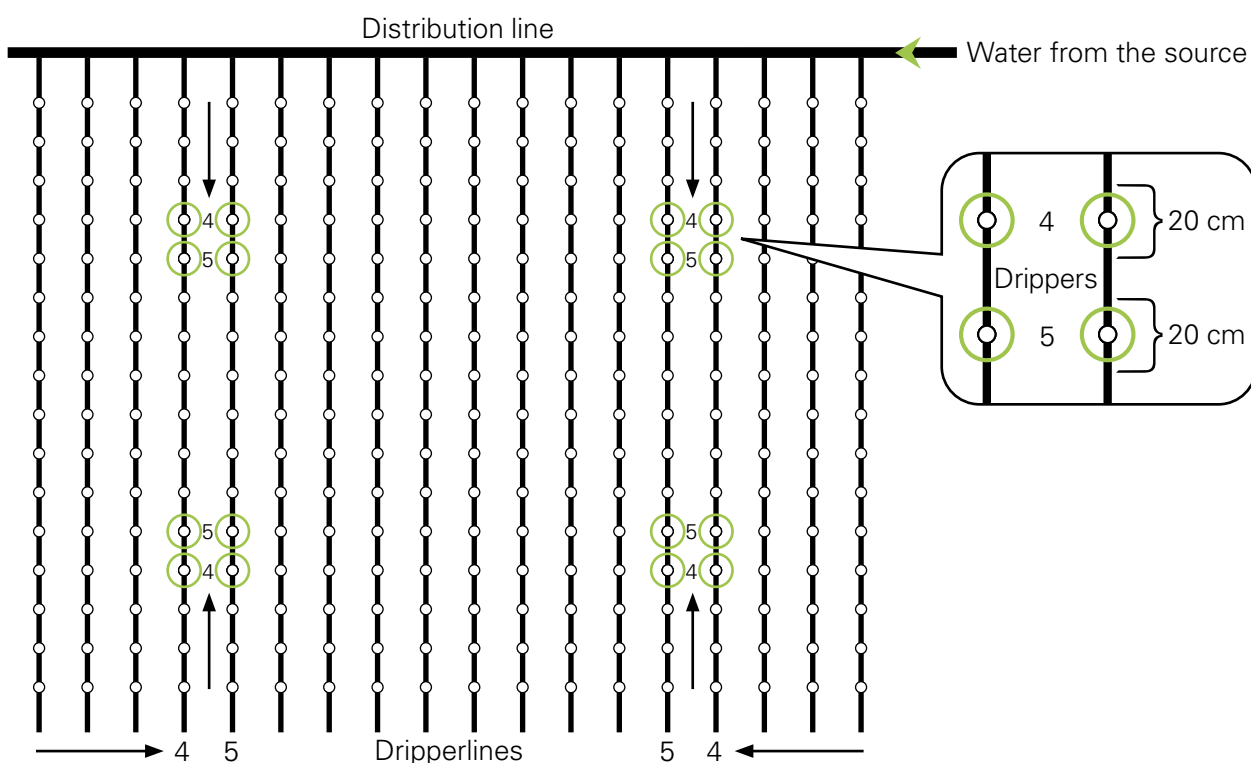 Distribution line
Water from the source
4 4
5 5
4 20 cm
Drippers
5 20 cm
5 5
4 4
4 5 Dripperlines 5 4